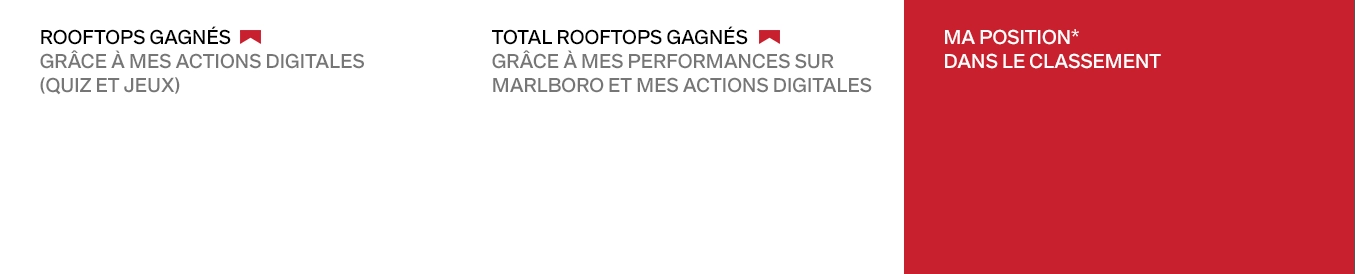 ROOFTOPS GAGNÉS
GRÂCE À MES ACTIONS DIGITALES
(QUIZ ET JEUX)
TOTAL ROOFTOPS GAGNÉS
GRÂCE À MES PERFORMANCES SUR
MARLBORO ET MES ACTIONS DIGITALES
MA POSITION*
DANS LE CLASSEMENT